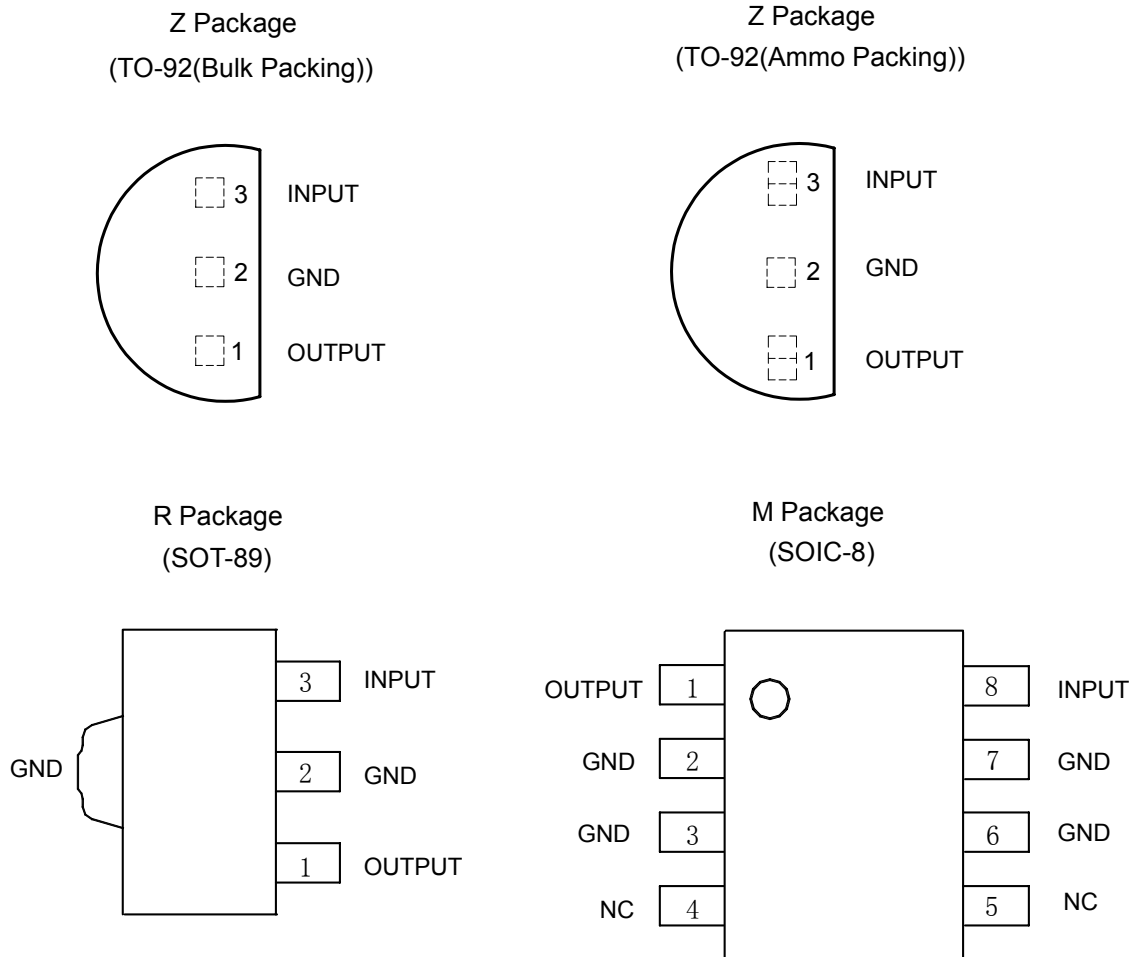 Z Package
(TO-92(Bulk Packing))
3 INPUT
2 GND
1 OUTPUT
Z Package
(TO-92(Ammo Packing))
3 INPUT
2 GND
1 OUTPUT
R Package
(SOT-89)
3 INPUT
GND 2 GND
1 OUTPUT
M Package
(SOIC-8)
OUTPUT 1 8 INPUT
GND 2 7 GND
GND 3 6 GND
NC 4 5 NC